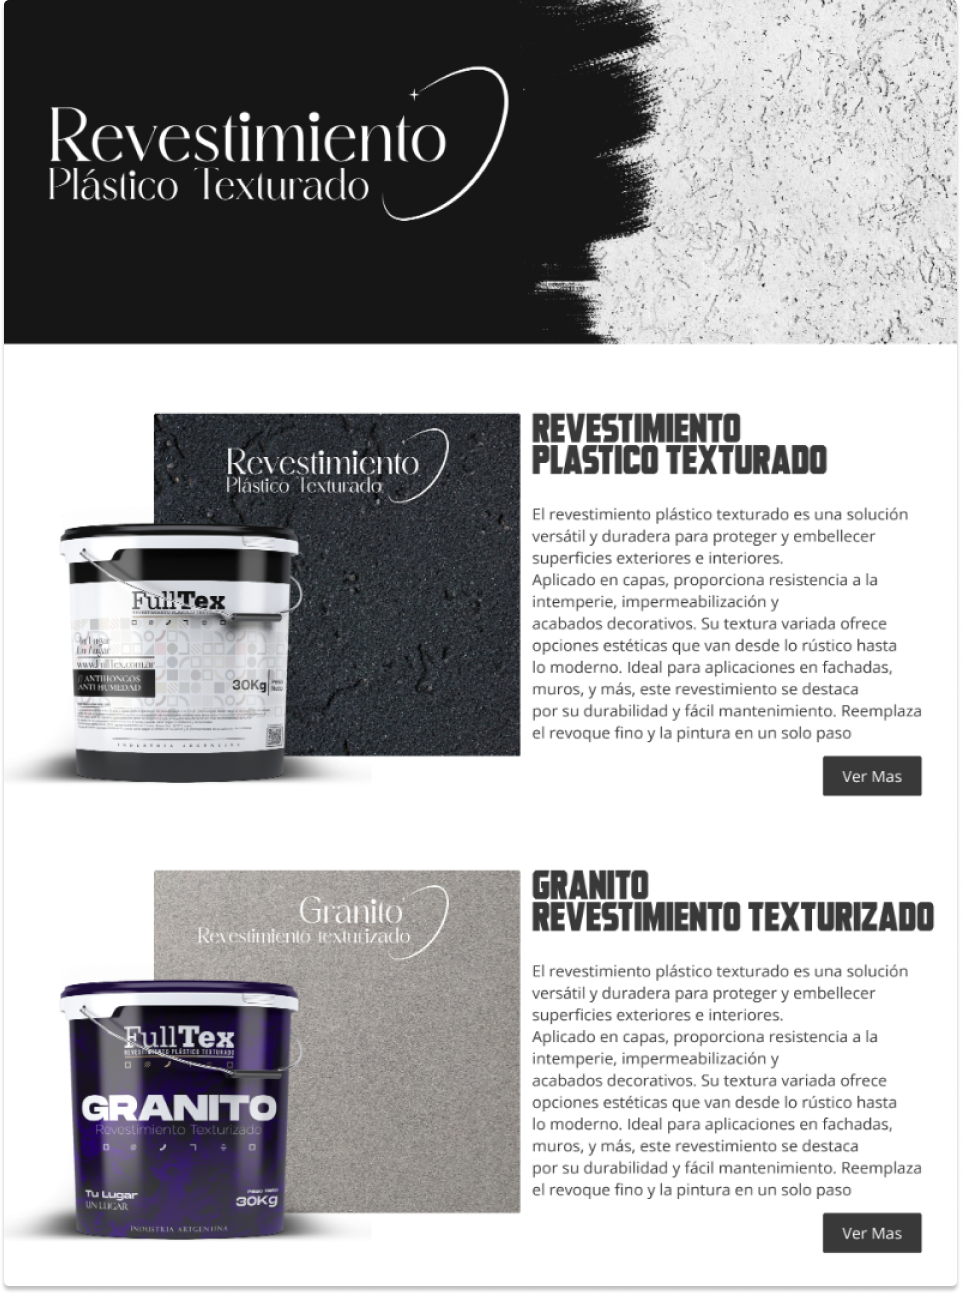 Revestimiento
Plástico Texturado
Revestimiento
Plástico Texturado
REVESTIMIENTO
PLASTICO TEXTURADO
El revestimiento plástico texturado es una solución
versátil y duradera para proteger y embellecer
superficies exteriores e interiores.
Aplicado en capas, proporciona resistencia a la
intemperie, impermeabilización y
acabados decorativos. Su textura variada ofrece
opciones estéticas que van desde lo rústico hasta
lo moderno. Ideal para aplicaciones en fachadas,
muros, y más, este revestimiento se destaca
por su durabilidad y fácil mantenimiento. Reemplaza
el revoque fino y la pintura en un solo paso
Ver Mas
FullTex
REVESTIMIENTO PLÁSTICO TEXTURADO
Tu Lugar
Un Lugar
www.FullTex.com.ar
ANTIHONGOS
ANTI HUMEDAD
30Kg
INDUSTRIA ARGENTINA
Granito
Revestimiento texturizado
GRANITO
REVESTIMIENTO TEXTURIZADO
El revestimiento plástico texturado es una solución
versátil y duradera para proteger y embellecer
superficies exteriores e interiores.
Aplicado en capas, proporciona resistencia a la
intemperie, impermeabilización y
acabados decorativos. Su textura variada ofrece
opciones estéticas que van desde lo rústico hasta
lo moderno. Ideal para aplicaciones en fachadas,
muros, y más, este revestimiento se destaca
por su durabilidad y fácil mantenimiento. Reemplaza
el revoque fino y la pintura en un solo paso
Ver Mas
FullTex
REVESTIMIENTO PLÁSTICO TEXTURADO
GRANITO
Revestimiento Texturizado
Tu Lugar
UN LUGAR
PESO NETO
30Kg
INDUSTRIA ARTGENTINA